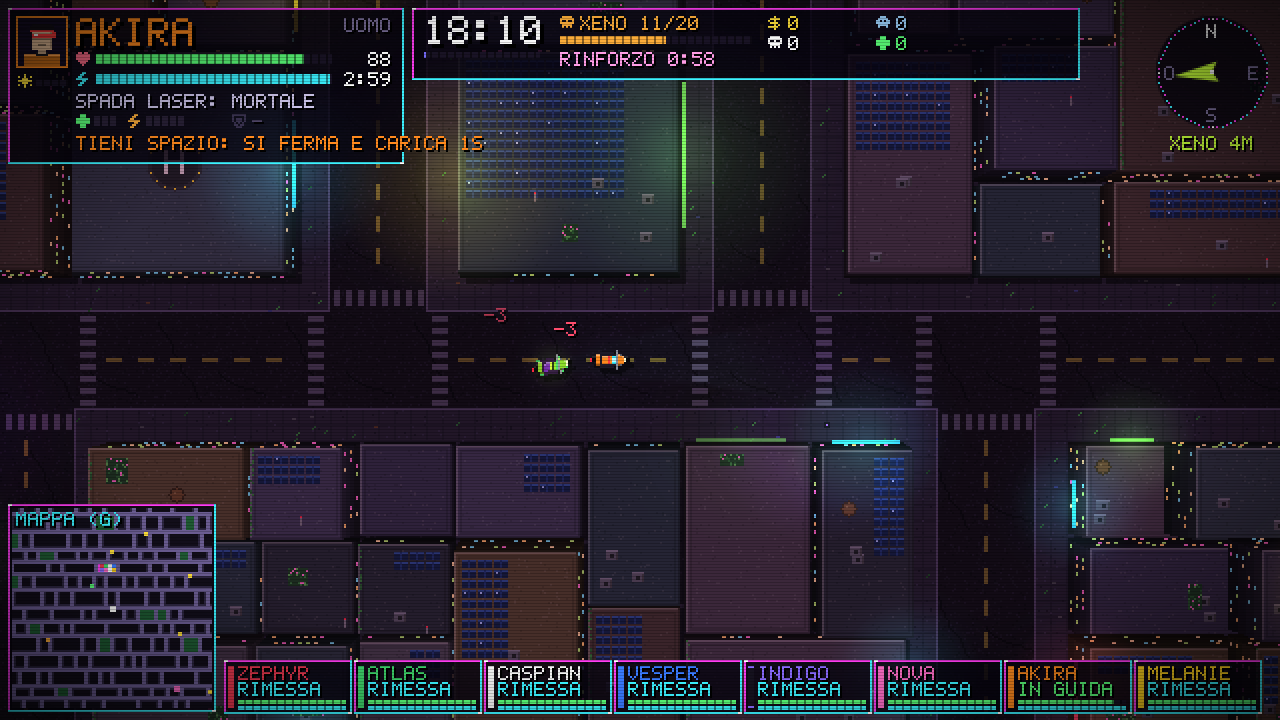 AKIRA
UOMO
88
2:59
SPADA LASER: MORTALE
–
TIENI SPAZIO: SI FERMA E CARICA 1S
H
18:10
XENO 11/20
RINFORZO 0:58
0
0
0
0
N
O
E
S
XENO 4M
-3
-3
MAPPA (G)
ZEPHYR
RIMESSA
ATLAS
RIMESSA
CASPIAN
RIMESSA
VESPER
RIMESSA
INDIGO
RIMESSA
NOVA
RIMESSA
AKIRA
IN GUIDA
MELANIE
RIMESSA